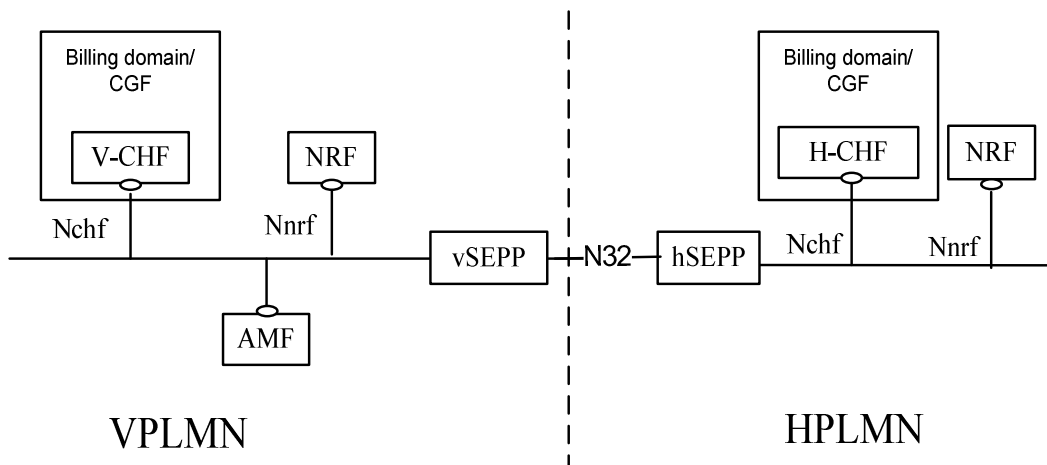 Billing domain/
CGF
V-CHF
NRF
Nchf
Nnrf
vSEPP
AMF
VPLMN
N32
Billing domain/
CGF
H-CHF
NRF
Nchf
Nnrf
hSEPP
HPLMN